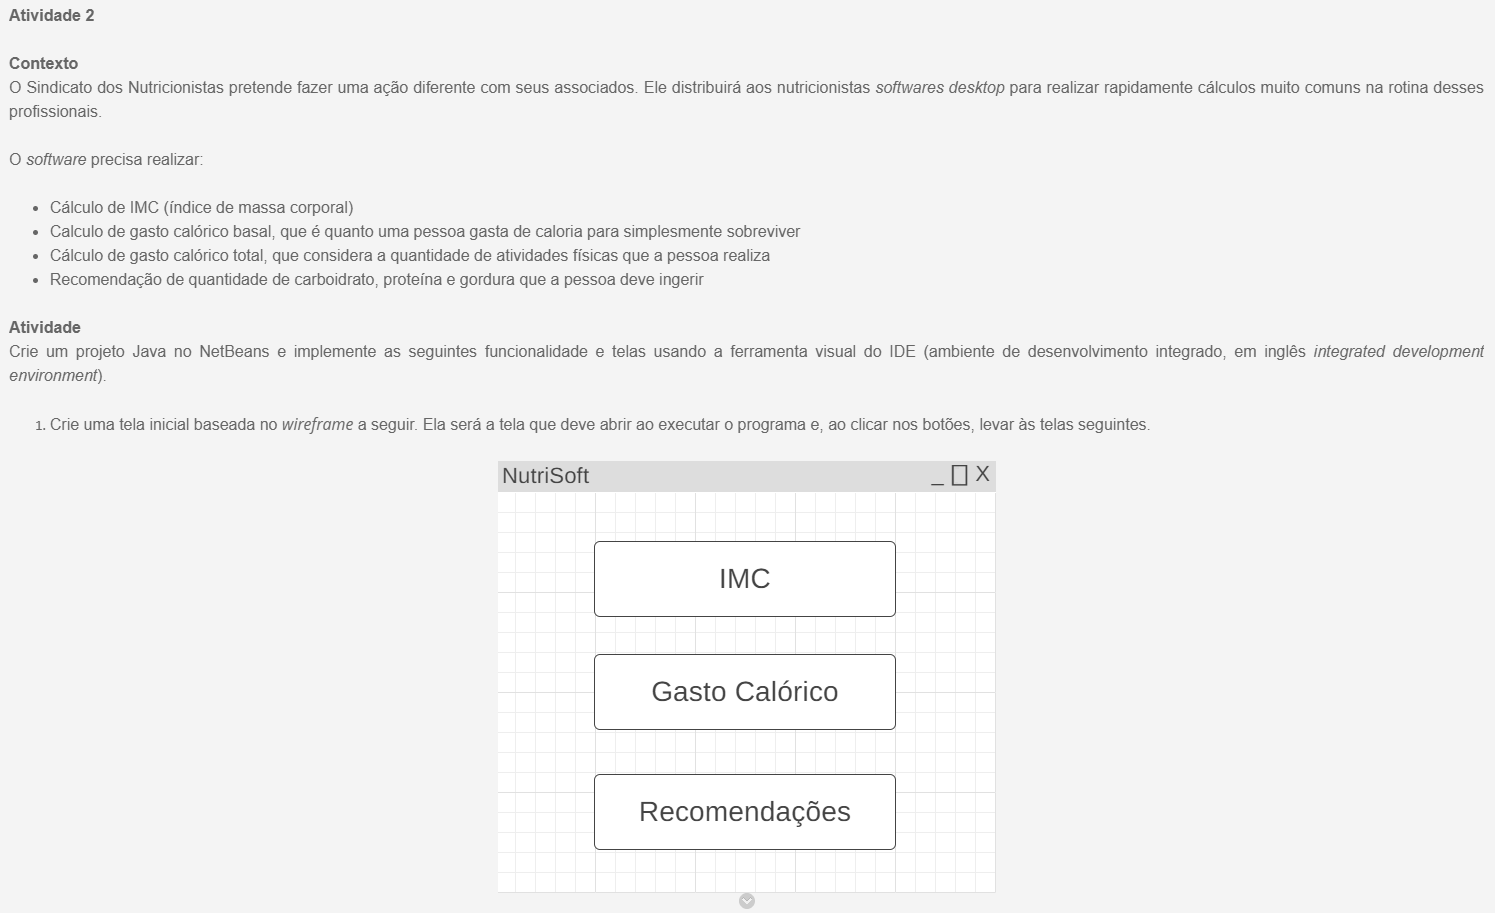 Atividade 2
Contexto
O Sindicato dos Nutricionistas pretende fazer uma ação diferente com seus associados. Ele distribuirá aos nutricionistas softwares desktop para realizar rapidamente cálculos muito comuns na rotina desses
profissionais.
O software precisa realizar:
• Cálculo de IMC (índice de massa corporal)
• Calculo de gasto calórico basal, que é quanto uma pessoa gasta de caloria para simplesmente sobreviver
• Cálculo de gasto calórico total, que considera a quantidade de atividades físicas que a pessoa realiza
• Recomendação de quantidade de carboidrato, proteína e gordura que a pessoa deve ingerir
Atividade
Crie um projeto Java no NetBeans e implemente as seguintes funcionalidade e telas usando a ferramenta visual do IDE (ambiente de desenvolvimento integrado, em inglês integrated development
environment).
1. Crie uma tela inicial baseada no wireframe a seguir. Ela será a tela que deve abrir ao executar o programa e, ao clicar nos botões, levar às telas seguintes.
NutriSoft _ X
IMC
Gasto Calórico
Recomendações